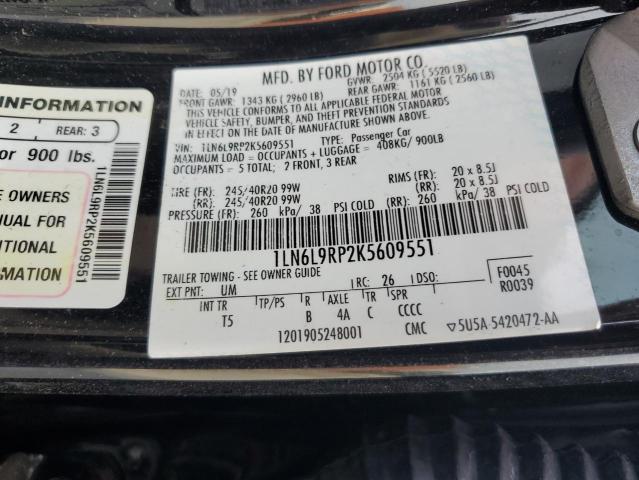 INFORMATION
2 REAR: 3
or 900 lbs.
E OWNERS
ANUAL FOR
ITIONAL
RMATION
1LN6L9RP2K5609551
MFD. BY FORD MOTOR CO.
DATE: 05/19 GVWR: 2504 KG ( 5520 LB)
FRONT GAWR: 1343 KG ( 2960 LB) REAR GAWR: 1161 KG ( 2560 LB)
THIS VEHICLE CONFORMS TO ALL APPLICABLE FEDERAL MOTOR
VEHICLE SAFETY, BUMPER, AND THEFT PREVENTION STANDARDS
IN EFFECT ON THE DATE OF MANUFACTURE SHOWN ABOVE.
VIN: 1LN6L9RP2K5609551 TYPE: Passenger Car
MAXIMUM LOAD = OCCUPANTS + LUGGAGE = 408KG/ 900LB
OCCUPANTS = 5 TOTAL; 2 FRONT, 3 REAR
TIRE (FR): 245/40R20 99W RIMS (FR): 20 x 8.5J
(RR): 245/40R20 99W (RR): 20 x 8.5J
PRESSURE (FR): 260 kPa/ 38 PSI COLD (RR): 260 kPa/ 38 PSI COLD
1LN6L9RP2K5609551
TRAILER TOWING - SEE OWNER GUIDE
EXT PNT: UM RC: 26 DSO: F0045
INT TR TP/PS R AXLE TR SPR R0039
T5 B 4A C CCCC
1201905248001 CMC ▽5U5A-5420472-AA